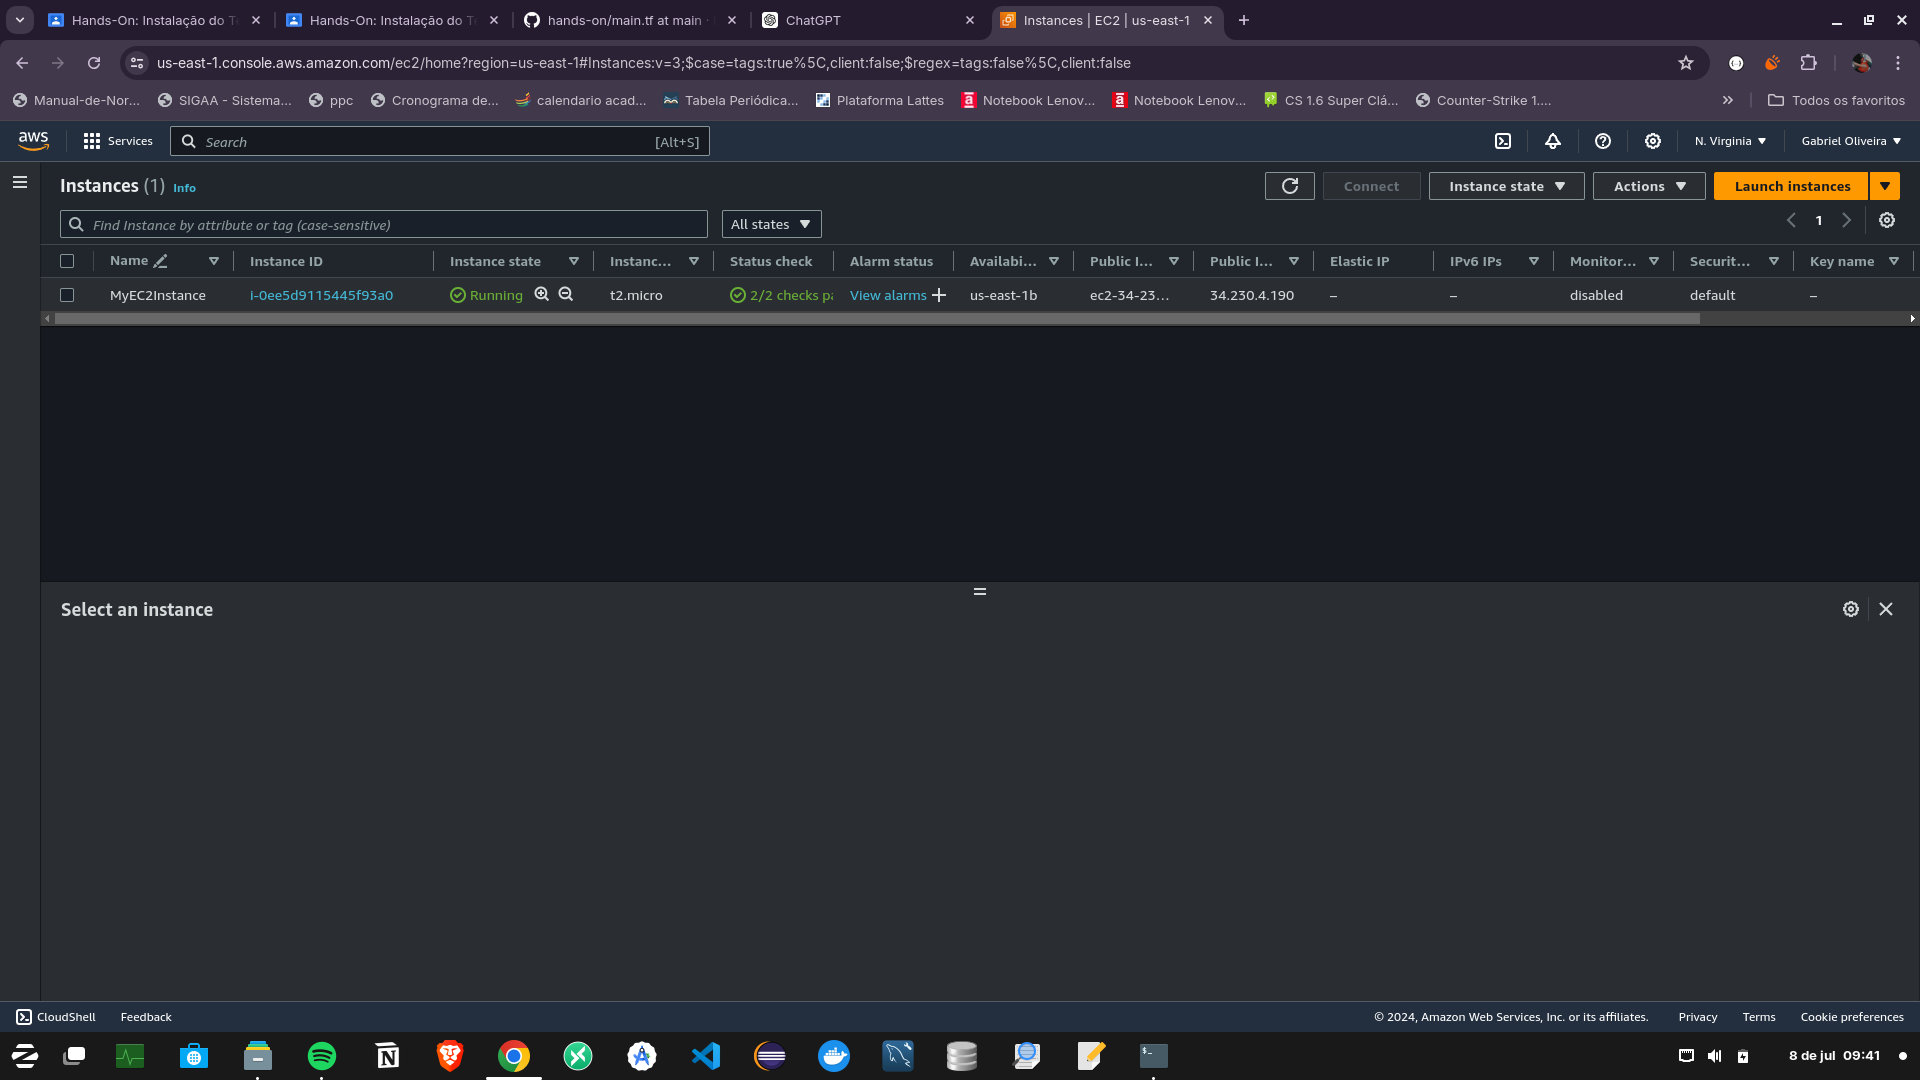 Hands-On: Instalação do Te
Hands-On: Instalação do Te
hands-on/main.tf at main ·
ChatGPT
Instances | EC2 | us-east-1
us-east-1.console.aws.amazon.com/ec2/home?region=us-east-1#Instances:v=3;$case=tags:true%5C,client:false;$regex=tags:false%5C,client:false
Manual-de-Nor...
SIGAA - Sistema...
ppc
Cronograma de...
calendario acad...
Tabela Periódica...
Plataforma Lattes
Notebook Lenov...
Notebook Lenov...
CS 1.6 Super Clá...
Counter-Strike 1....
Todos os favoritos
aws
Services
Search
[Alt+S]
N. Virginia
Gabriel Oliveira
Instances (1) Info
Connect
Instance state
Actions
Launch instances
Find Instance by attribute or tag (case-sensitive)
All states
1
Name
Instance ID
Instance state
Instanc...
Status check
Alarm status
Availabi...
Public I...
Public I...
Elastic IP
IPv6 IPs
Monitor...
Securit...
Key name
MyEC2Instance
i-0ee5d9115445f93a0
Running
t2.micro
2/2 checks pa
View alarms
us-east-1b
ec2-34-23...
34.230.4.190
–
–
disabled
default
–
Select an instance
CloudShell
Feedback
© 2024, Amazon Web Services, Inc. or its affiliates.
Privacy
Terms
Cookie preferences
8 de jul 09:41